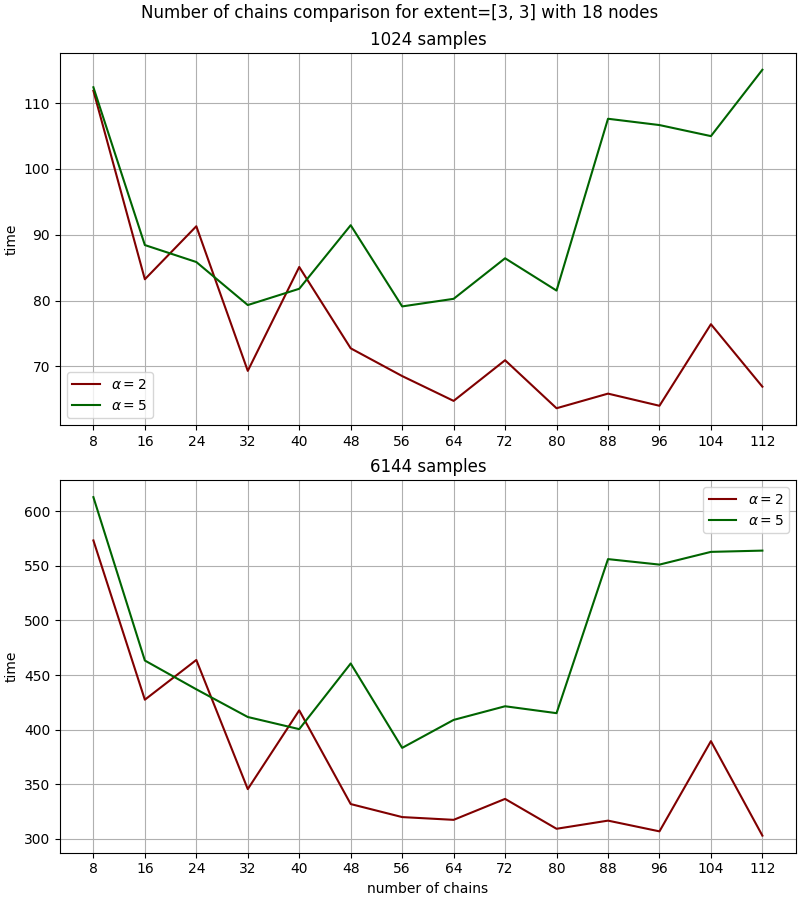 Number of chains comparison for extent=[3, 3] with 18 nodes
1024 samples
110
100
90
80
70
time
α = 2
α = 5
8 16 24 32 40 48 56 64 72 80 88 96 104 112
6144 samples
600
550
500
450
400
350
300
time
α = 2
α = 5
8 16 24 32 40 48 56 64 72 80 88 96 104 112
number of chains